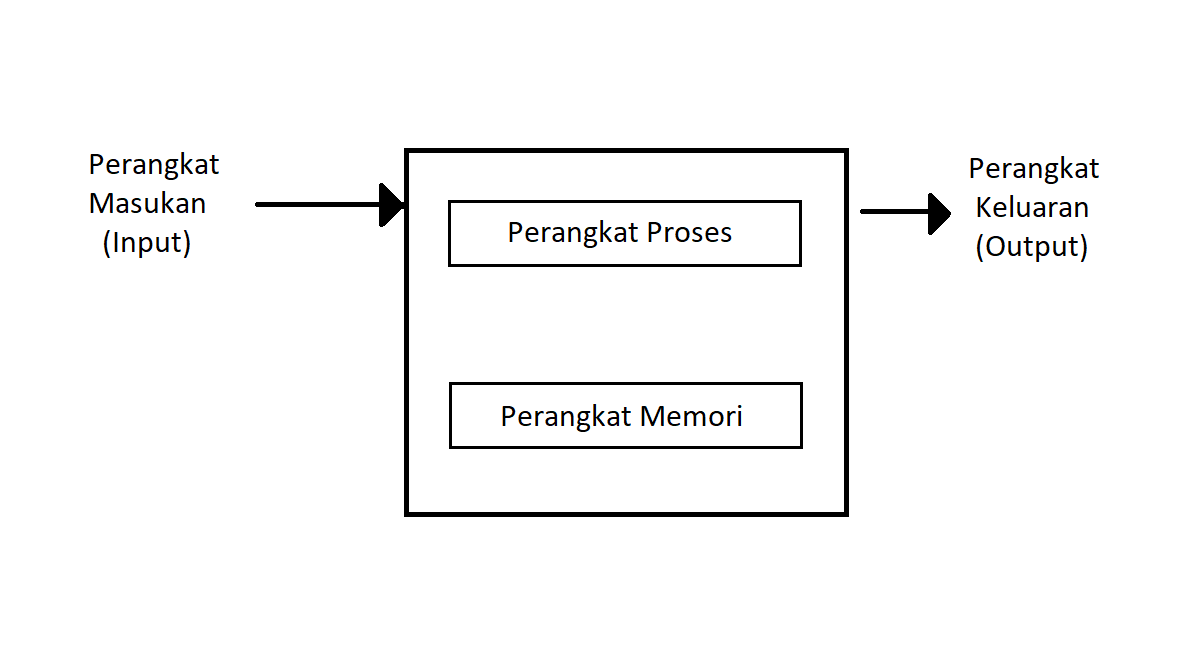 Perangkat
Masukan
(Input)
Perangkat Proses
Perangkat Memori
Perangkat
Keluaran
(Output)